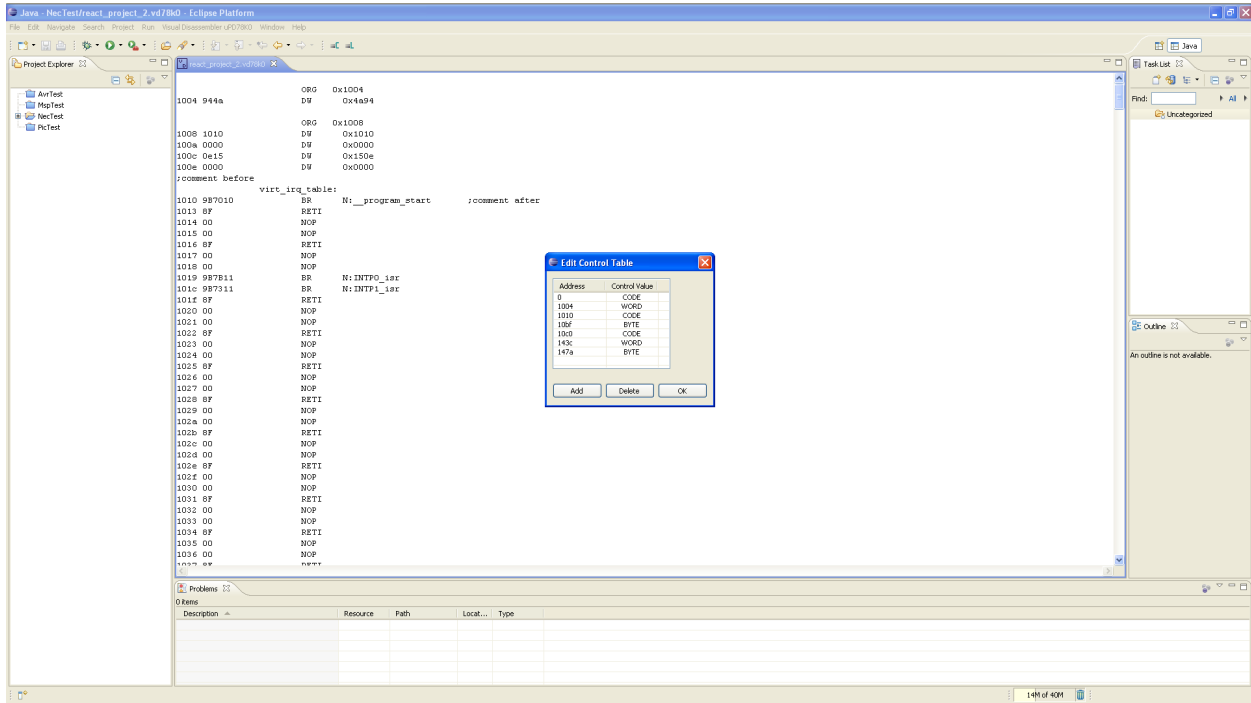 Java - NecTest/react_project_2.vd78k0 - Eclipse Platform
File Edit Navigate Search Project Run Visual Disassembler uPD78K0 Window Help
Java
Project Explorer
react_project_2.vd78k0
Task List
AvrTest
MspTest
NecTest
PicTest
Find:
All
Uncategorized
ORG 0x1004
1004 944a DW 0x4a94
ORG 0x1008
1008 1010 DW 0x1010
100a 0000 DW 0x0000
100c 0e15 DW 0x150e
100e 0000 DW 0x0000
;comment before
virt_irq_table:
1010 9B7010 BR N:__program_start ;comment after
1013 8F RETI
1014 00 NOP
1015 00 NOP
1016 8F RETI
1017 00 NOP
1018 00 NOP
1019 9B7B11 BR N:INTP0_isr
101c 9B7311 BR N:INTP1_isr
101f 8F RETI
1020 00 NOP
1021 00 NOP
1022 8F RETI
1023 00 NOP
1024 00 NOP
1025 8F RETI
1026 00 NOP
1027 00 NOP
1028 8F RETI
1029 00 NOP
102a 00 NOP
102b 8F RETI
102c 00 NOP
102d 00 NOP
102e 8F RETI
102f 00 NOP
1030 00 NOP
1031 8F RETI
1032 00 NOP
1033 00 NOP
1034 8F RETI
1035 00 NOP
1036 00 NOP
1037 8F RETI
Edit Control Table
Address Control Value
0 CODE
1004 WORD
1010 CODE
10bf BYTE
10c0 CODE
143c WORD
147a BYTE
Add Delete OK
Outline
An outline is not available.
Problems
0 items
Description Resource Path Locat... Type
14M of 40M